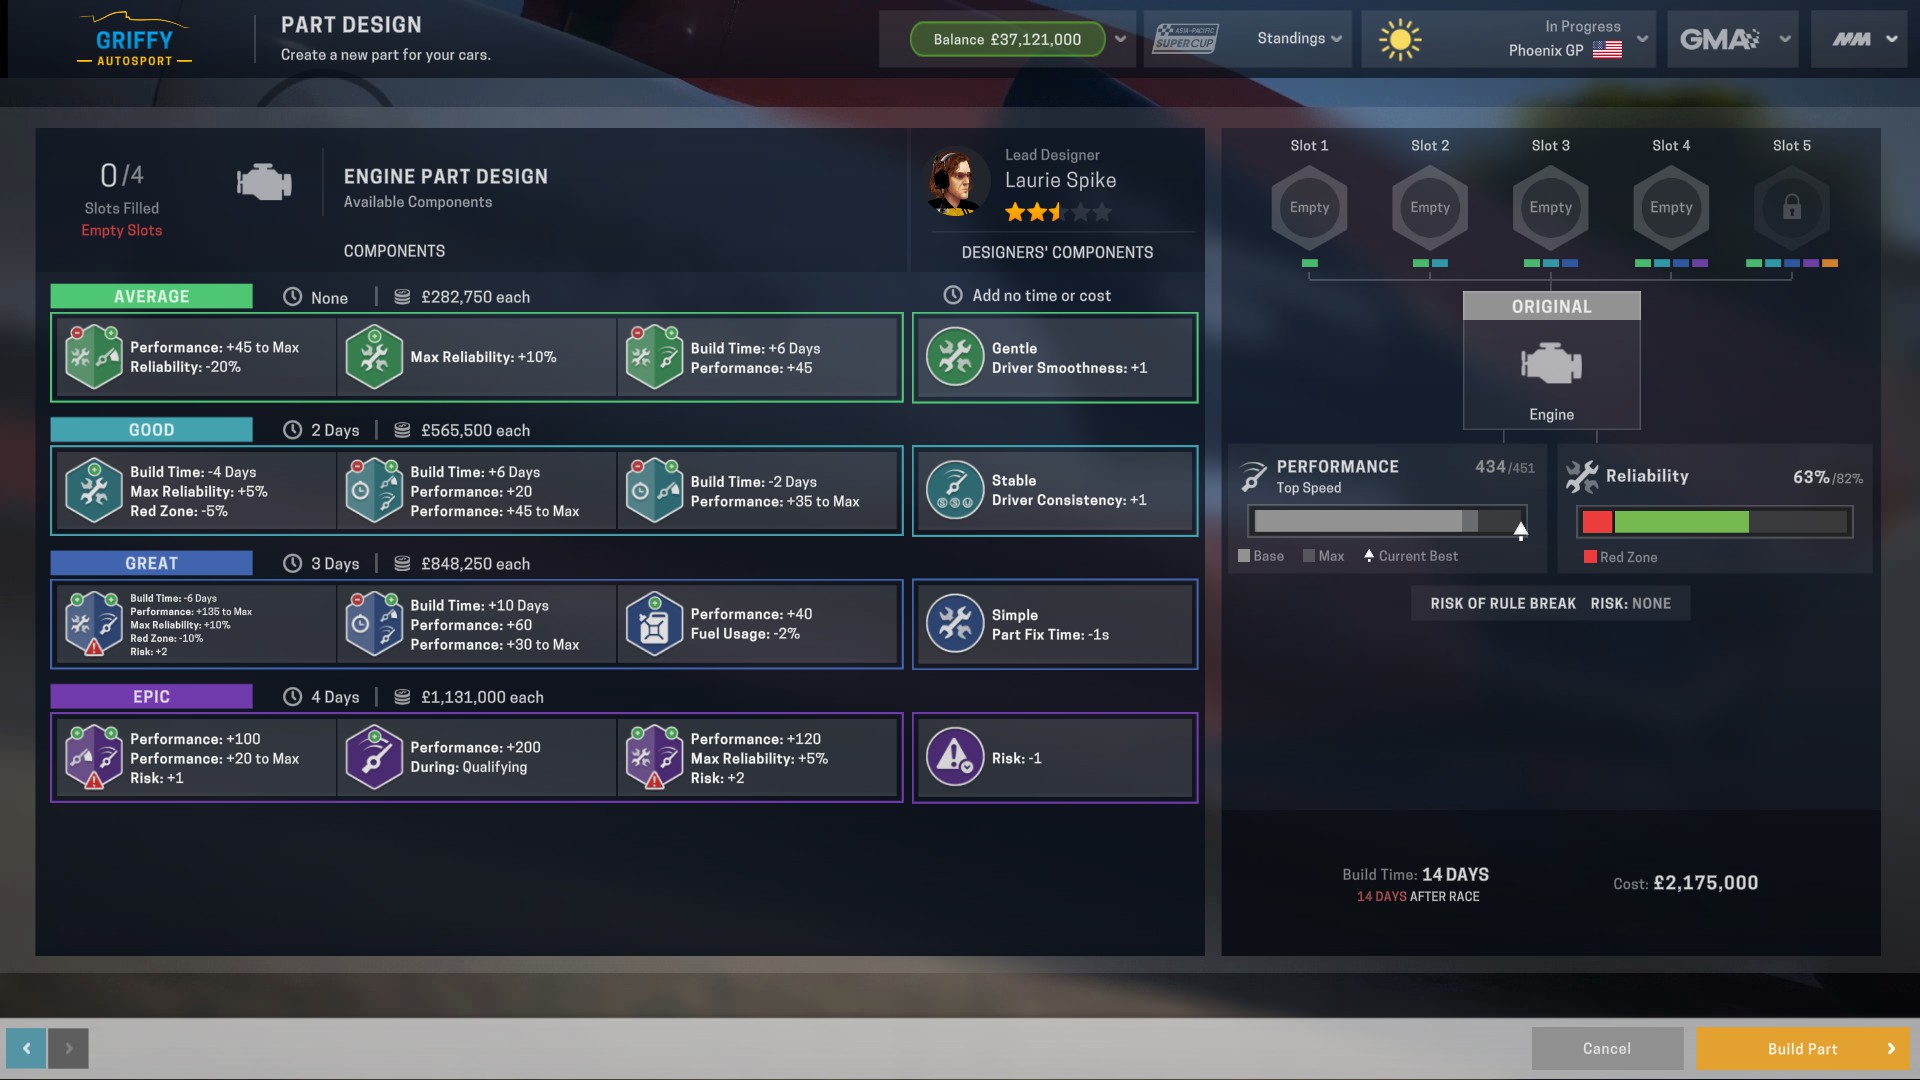 GRIFFY
AUTOSPORT
PART DESIGN
Create a new part for your cars.
Balance £37,121,000
ASIA-PACIFIC
SUPER CUP
Standings
In Progress
Phoenix GP
GMA
MM
0/4
Slots Filled
Empty Slots
ENGINE PART DESIGN
Available Components
COMPONENTS
Lead Designer
Laurie Spike
DESIGNERS' COMPONENTS
AVERAGE
None
£282,750 each
Add no time or cost
Performance: +45 to Max
Reliability: -20%
Max Reliability: +10%
Build Time: +6 Days
Performance: +45
Gentle
Driver Smoothness: +1
GOOD
2 Days
£565,500 each
Build Time: -4 Days
Max Reliability: +5%
Red Zone: -5%
Build Time: +6 Days
Performance: +20
Performance: +45 to Max
Build Time: -2 Days
Performance: +35 to Max
Stable
Driver Consistency: +1
GREAT
3 Days
£848,250 each
Build Time: -6 Days
Performance: +135 to Max
Max Reliability: +10%
Red Zone: -10%
Risk: +2
Build Time: +10 Days
Performance: +60
Performance: +30 to Max
Performance: +40
Fuel Usage: -2%
Simple
Part Fix Time: -1s
EPIC
4 Days
£1,131,000 each
Performance: +100
Performance: +20 to Max
Risk: +1
Performance: +200
During: Qualifying
Performance: +120
Max Reliability: +5%
Risk: +2
Risk: -1
Slot 1
Slot 2
Slot 3
Slot 4
Slot 5
Empty
Empty
Empty
Empty
ORIGINAL
Engine
PERFORMANCE
Top Speed
434/451
Base
Max
Current Best
Reliability
63%/82%
Red Zone
RISK OF RULE BREAK RISK: NONE
Build Time: 14 DAYS
14 DAYS AFTER RACE
Cost: £2,175,000
Cancel
Build Part